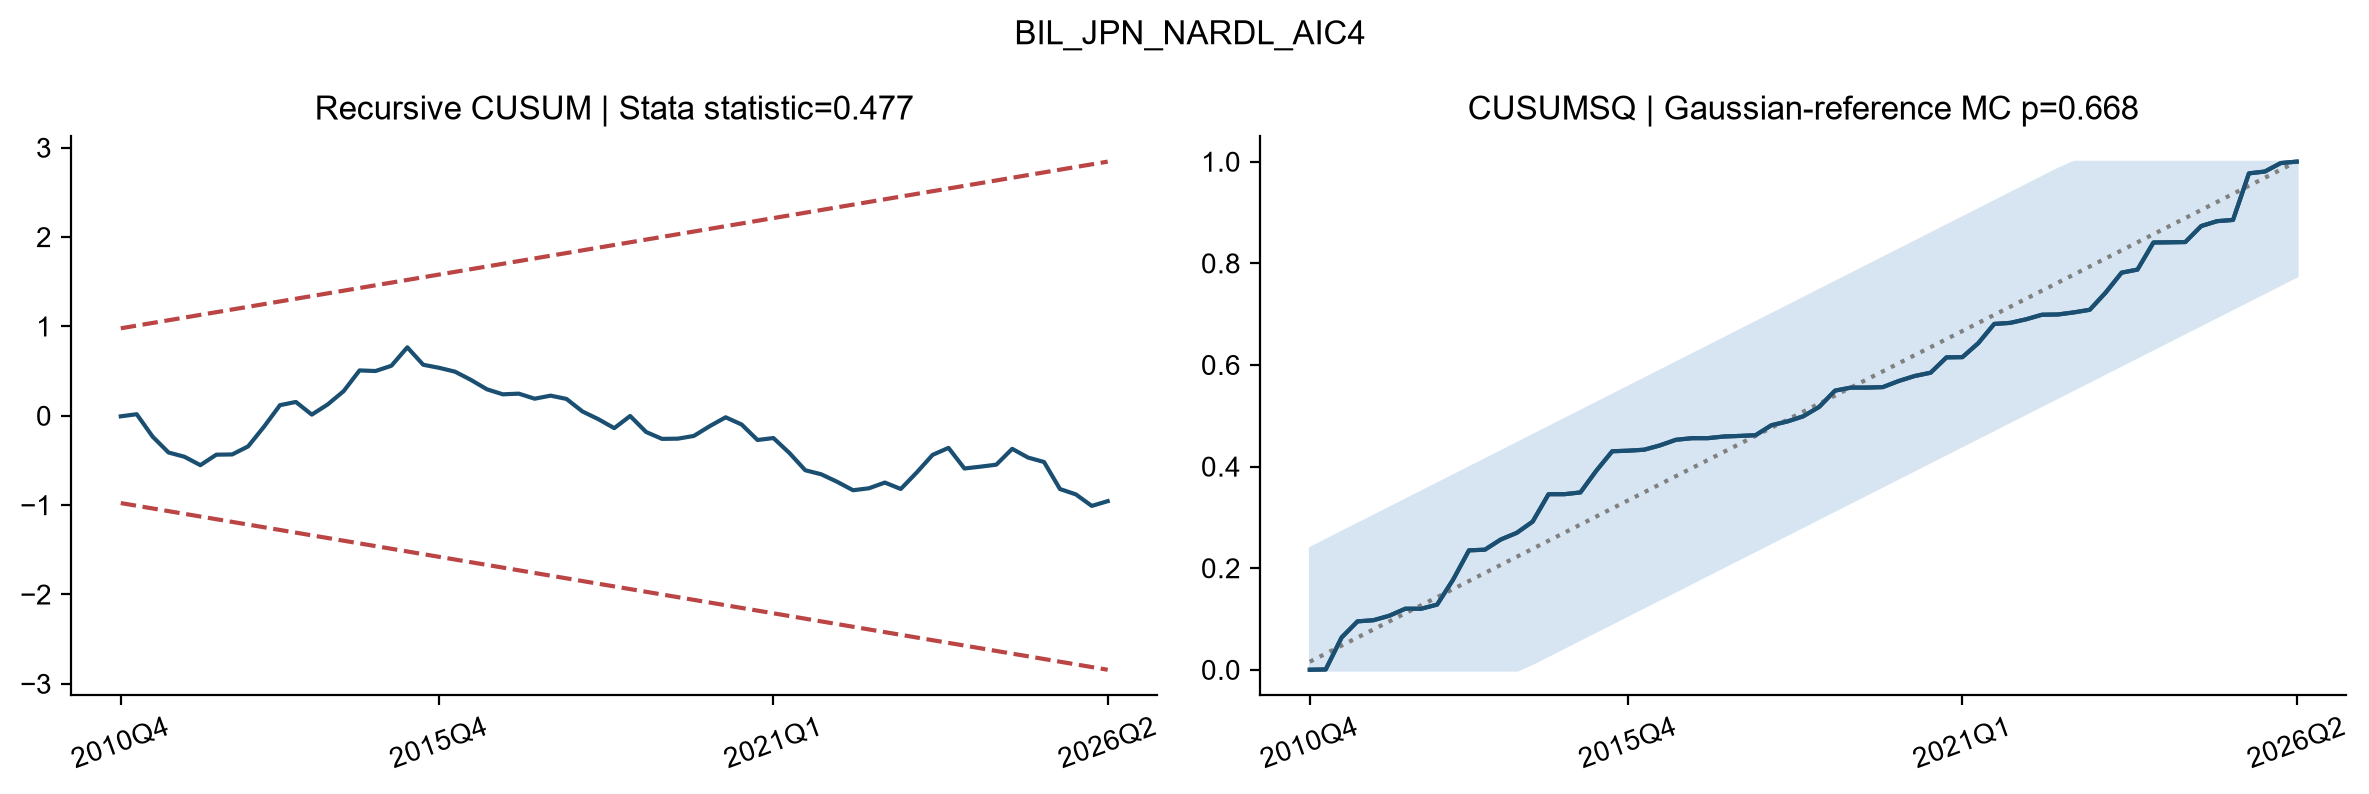 BIL_JPN_NARDL_AIC4
Recursive CUSUM | Stata statistic=0.477
3
2
1
0
−1
−2
−3
2010Q4
2015Q4
2021Q1
2026Q2
CUSUMSQ | Gaussian-reference MC p=0.668
1.0
0.8
0.6
0.4
0.2
0.0
2010Q4
2015Q4
2021Q1
2026Q2